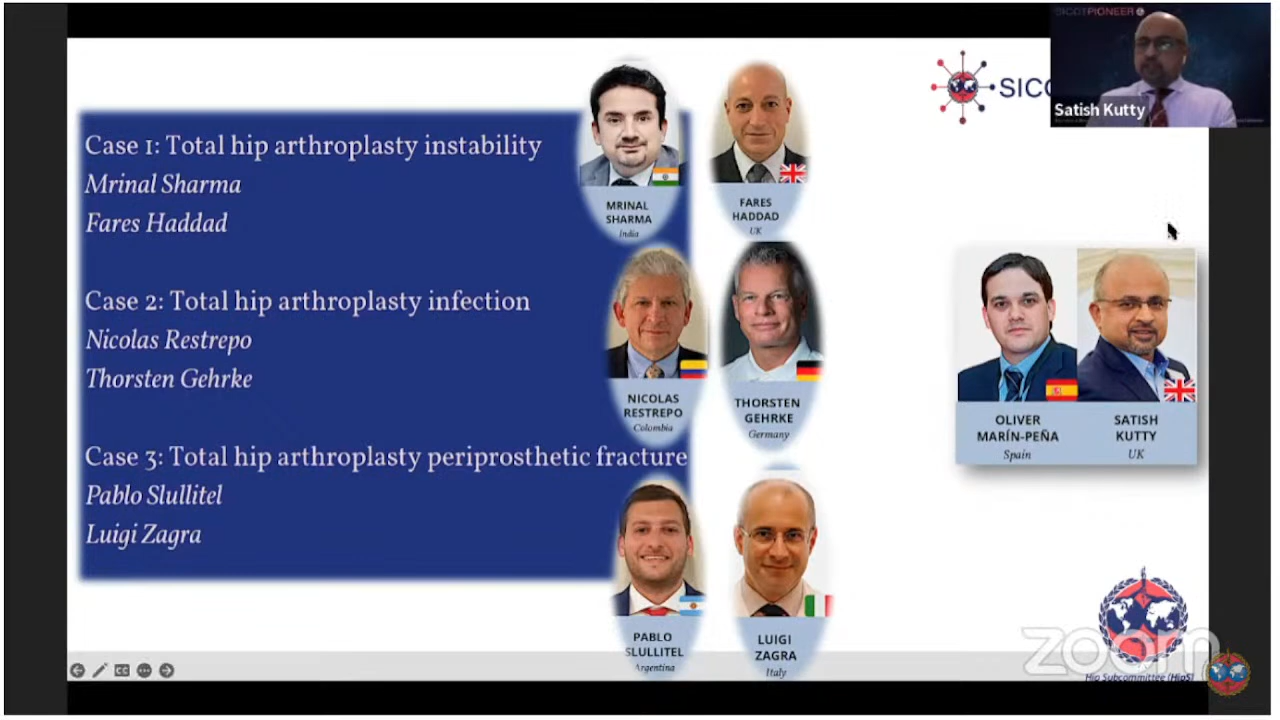 SICOT PIONEER
SICO
Satish Kutty
Case 1: Total hip arthroplasty instability
Mrinal Sharma
Fares Haddad
MRINAL
SHARMA
India
FARES
HADDAD
UK
Case 2: Total hip arthroplasty infection
Nicolas Restrepo
Thorsten Gehrke
NICOLAS
RESTREPO
Colombia
THORSTEN
GEHRKE
Germany
OLIVER
MARÍN-PEÑA
Spain
SATISH
KUTTY
UK
Case 3: Total hip arthroplasty periprosthetic fracture
Pablo Slullitel
Luigi Zagra
PABLO
SLULLITEL
Argentina
LUIGI
ZAGRA
Italy
CC
zoom
Hip Subcommittee (HipS)